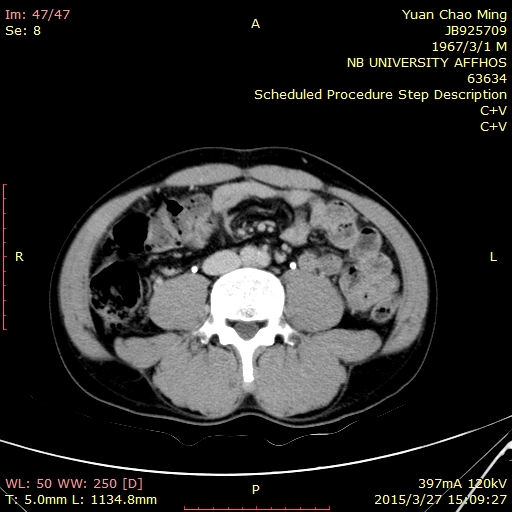 Im: 47/47
Se: 8
A
Yuan Chao Ming
JB925709
1967/3/1 M
NB UNIVERSITY AFFHOS
63634
Scheduled Procedure Step Description
C+V
C+V
R
L
WL: 50 WW: 250 [D]
T: 5.0mm L: 1134.8mm
P
397mA 120kV
2015/3/27 15:09:27